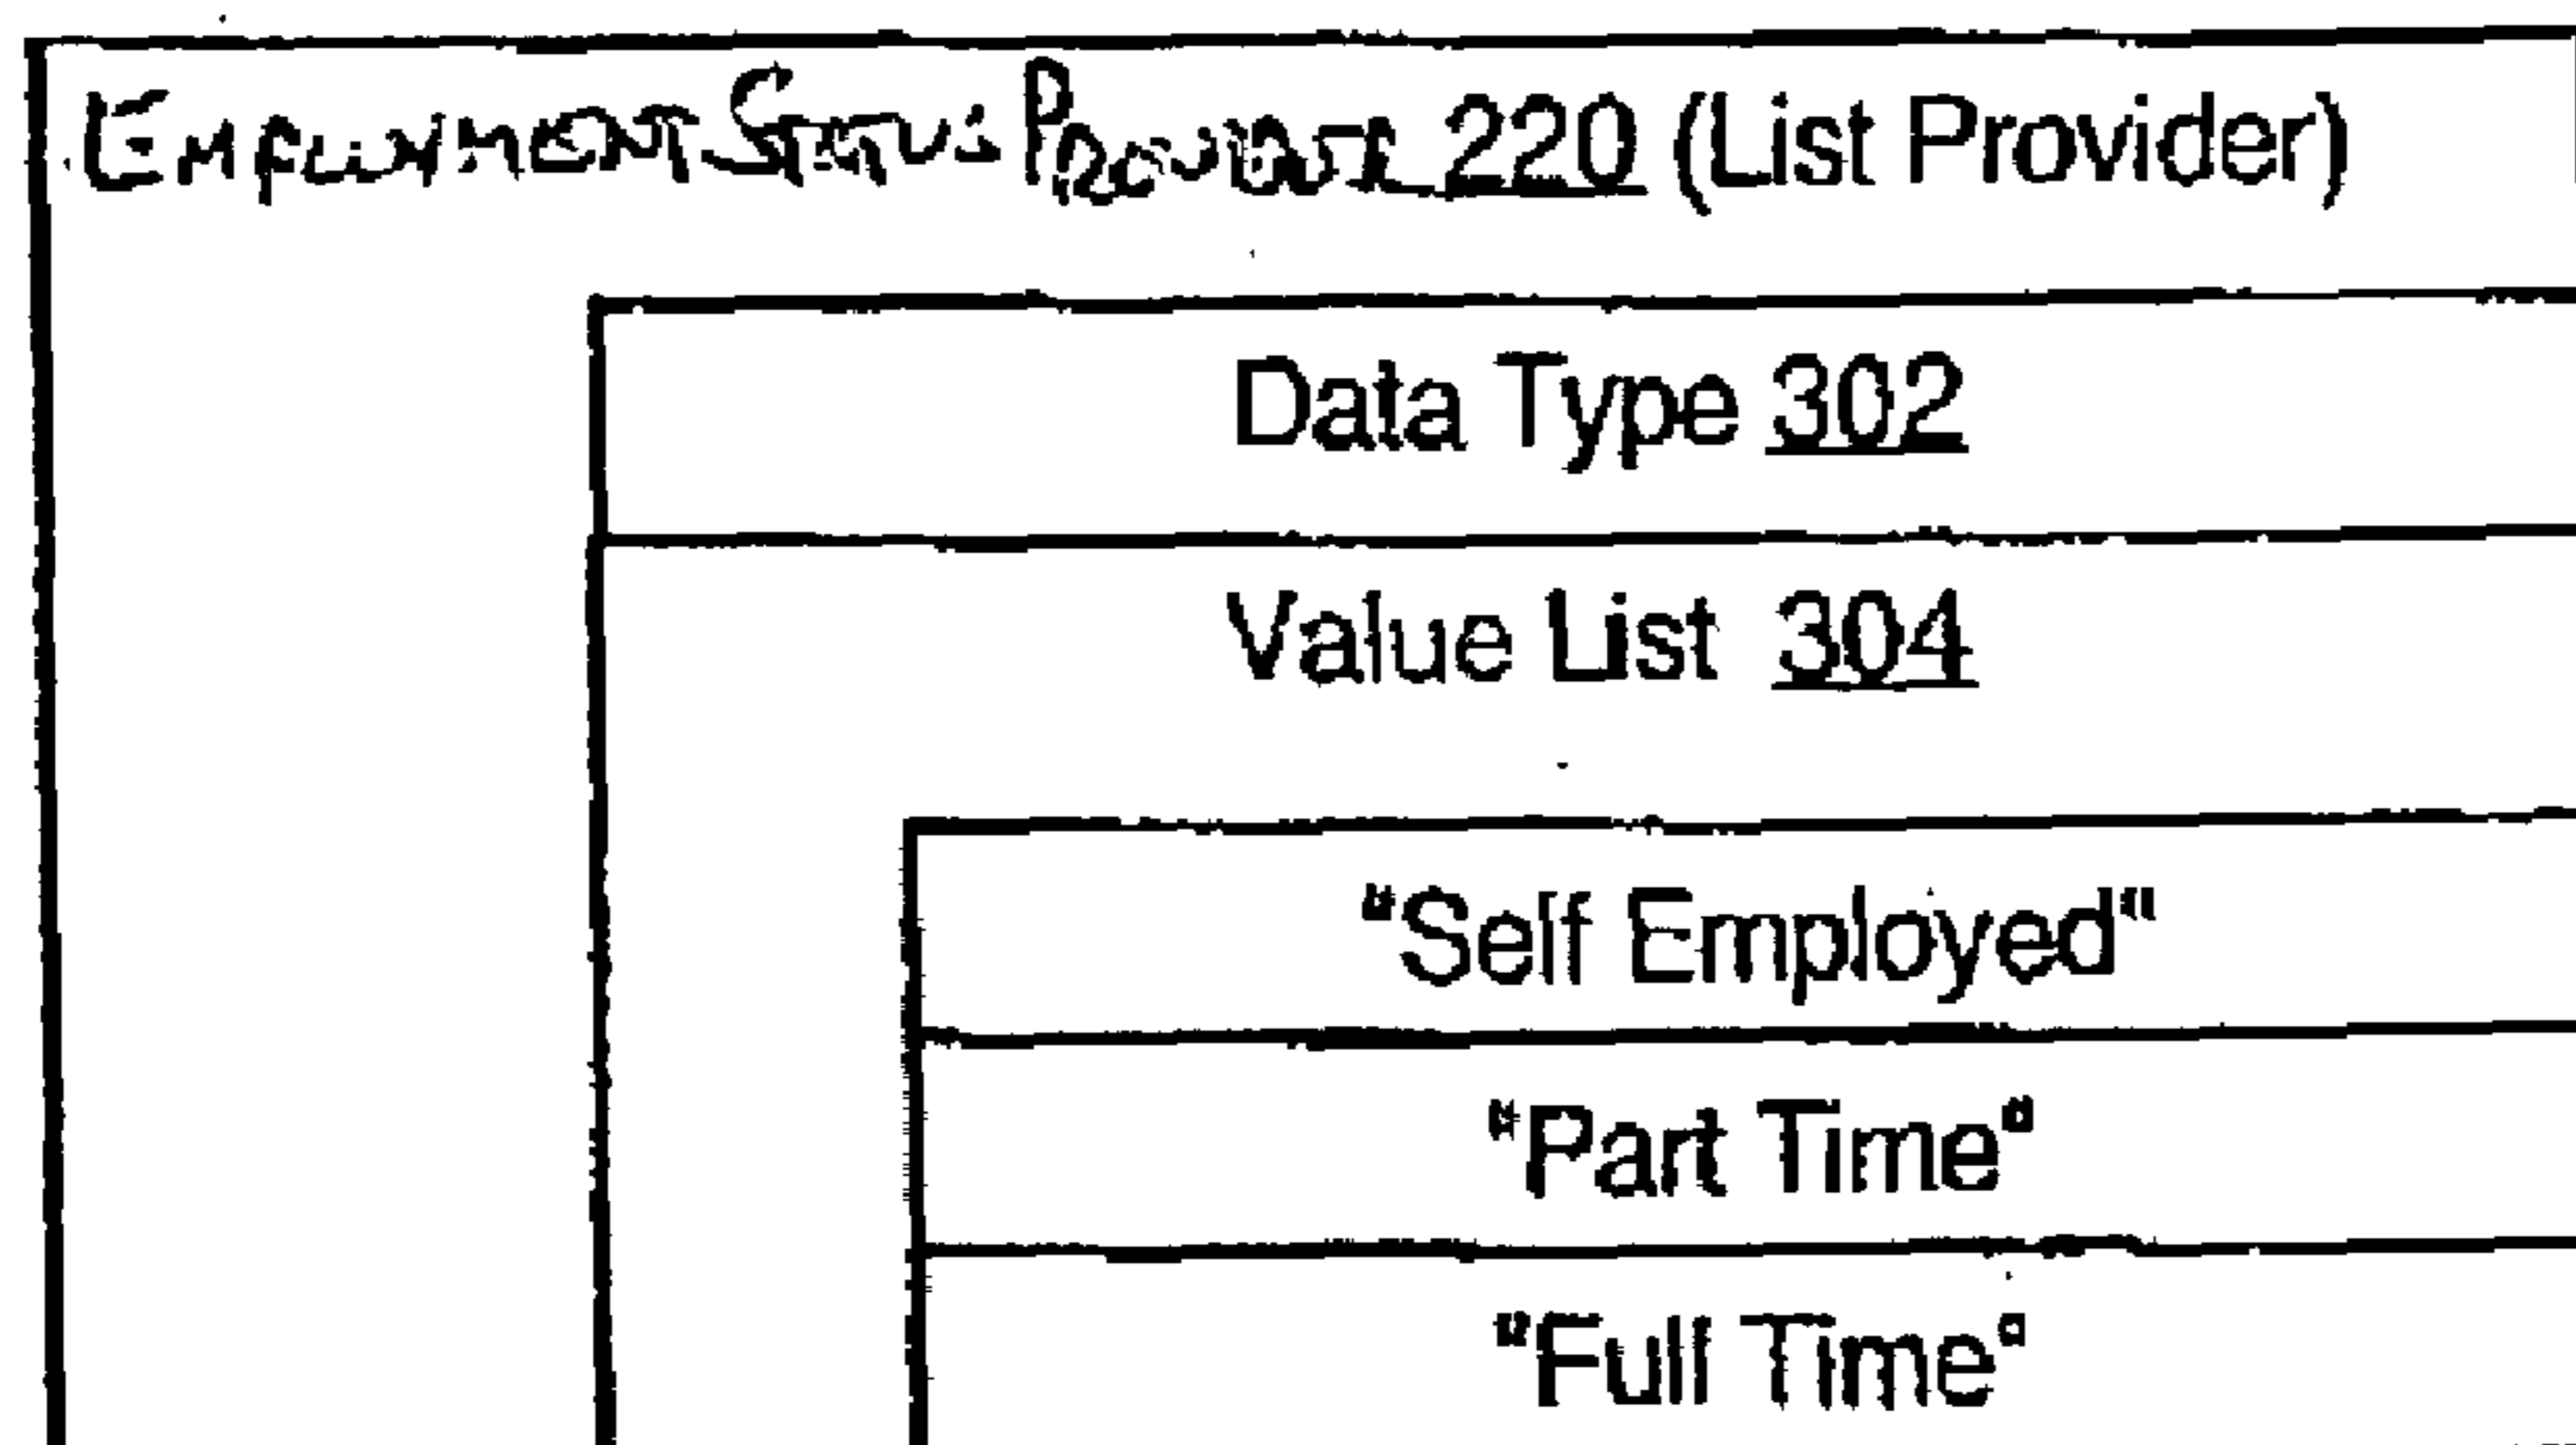 Employment Status Provider 220 (List Provider)
Data Type 302
Value List 304
"Self Employed"
"Part Time"
"Full Time"